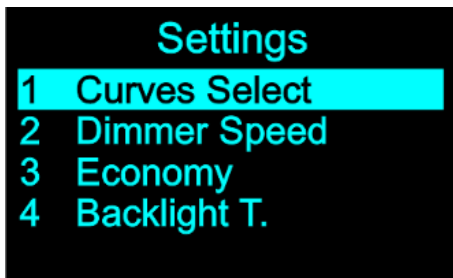 Settings
1 Curves Select
2 Dimmer Speed
3 Economy
4 Backlight T.